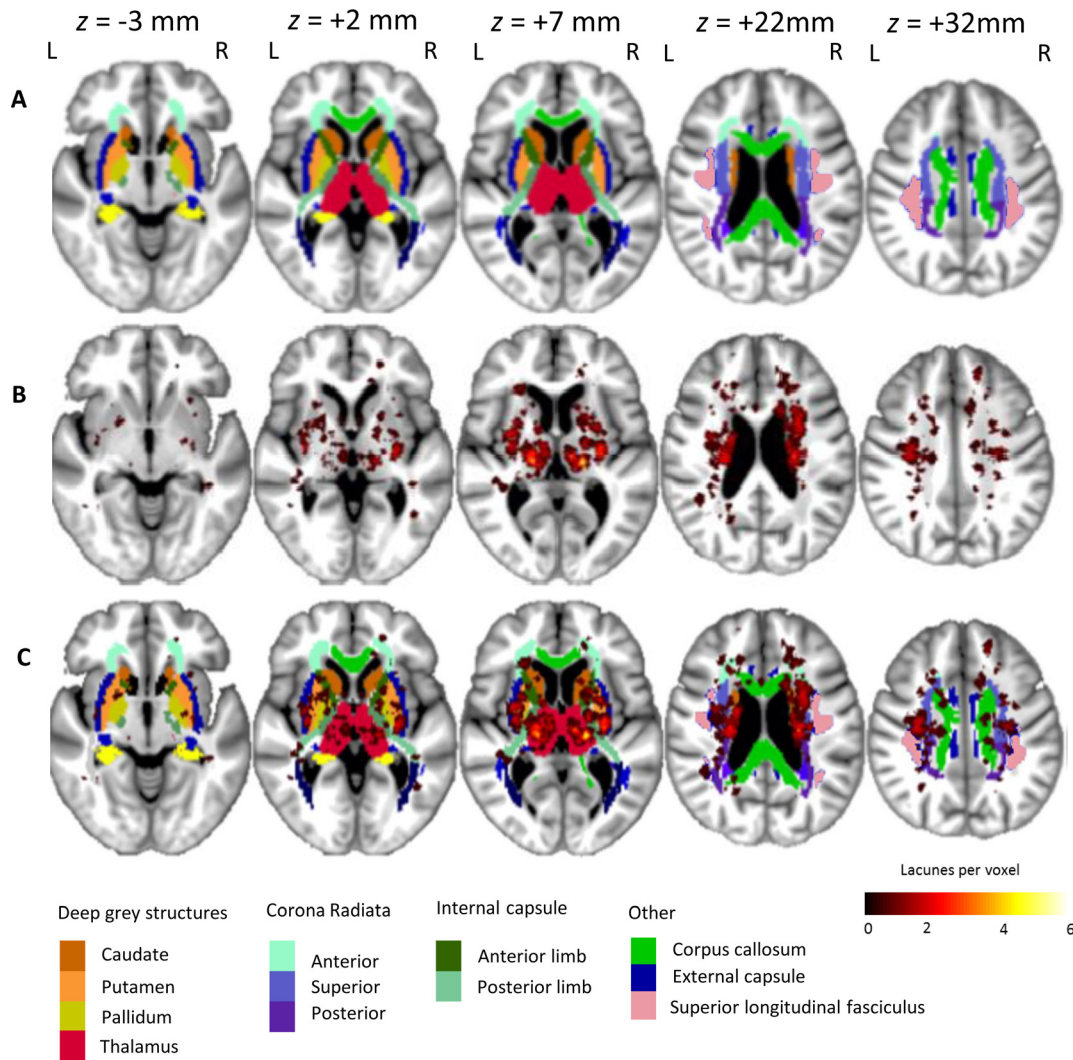 z = -3 mm z = +2 mm z = +7 mm z = +22mm z = +32mm
L R L R L R L R L R
A
B
C
Lacunes per voxel
0 2 4 6
Deep grey structures
Caudate
Putamen
Pallidum
Thalamus
Corona Radiata
Anterior
Superior
Posterior
Internal capsule
Anterior limb
Posterior limb
Other
Corpus callosum
External capsule
Superior longitudinal fasciculus